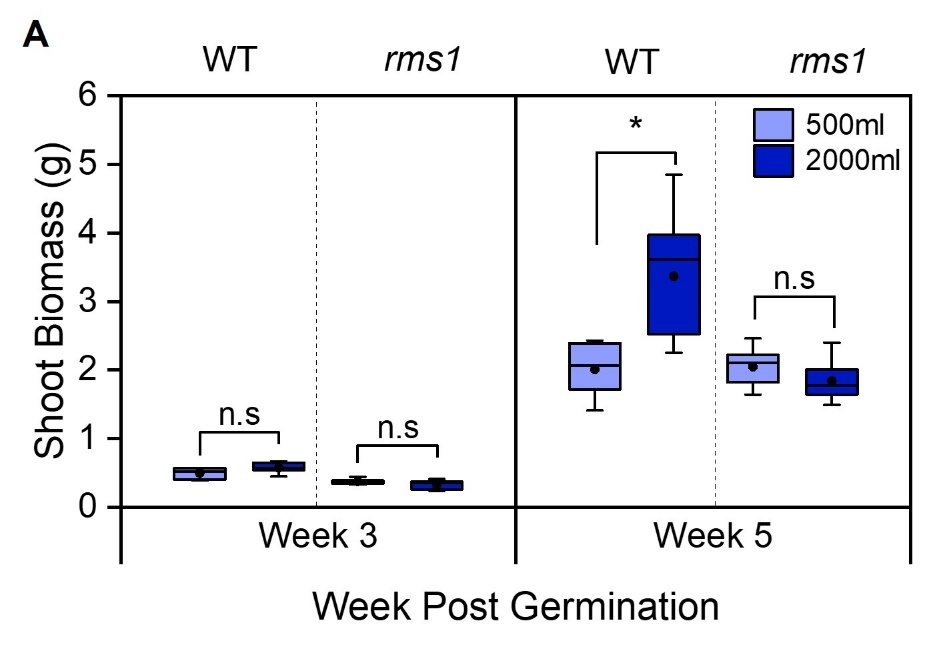 A
WT rms1 WT rms1
6
5
4
3
2
1
0
Shoot Biomass (g)
500ml
2000ml
*
n.s
n.s
n.s
Week 3 Week 5
Week Post Germination